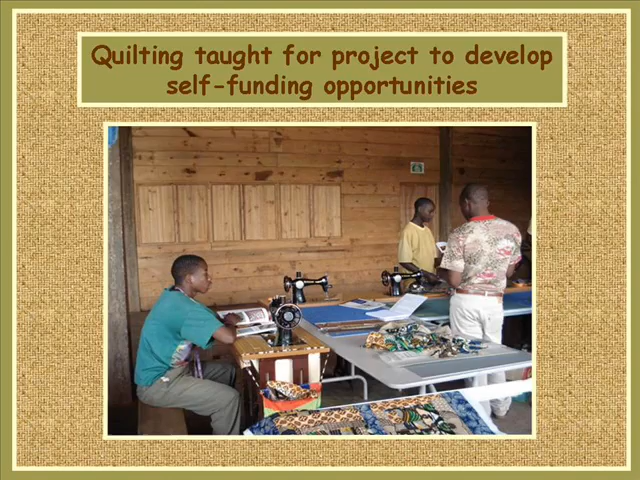 Quilting taught for project to develop
self-funding opportunities